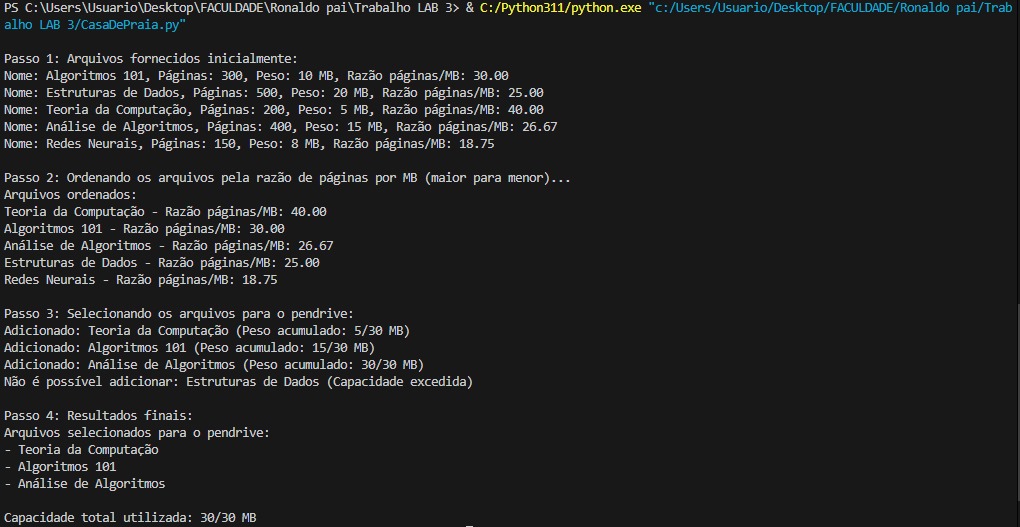 PS C:\Users\Usuario\Desktop\FACULDADE\Ronaldo pai\Trabalho LAB 3> & C:/Python311/python.exe "c:/Users/Usuario/Desktop/FACULDADE/Ronaldo pai/Trab
alho LAB 3/CasaDePraia.py"
Passo 1: Arquivos fornecidos inicialmente:
Nome: Algoritmos 101, Páginas: 300, Peso: 10 MB, Razão páginas/MB: 30.00
Nome: Estruturas de Dados, Páginas: 500, Peso: 20 MB, Razão páginas/MB: 25.00
Nome: Teoria da Computação, Páginas: 200, Peso: 5 MB, Razão páginas/MB: 40.00
Nome: Análise de Algoritmos, Páginas: 400, Peso: 15 MB, Razão páginas/MB: 26.67
Nome: Redes Neurais, Páginas: 150, Peso: 8 MB, Razão páginas/MB: 18.75
Passo 2: Ordenando os arquivos pela razão de páginas por MB (maior para menor)...
Arquivos ordenados:
Teoria da Computação - Razão páginas/MB: 40.00
Algoritmos 101 - Razão páginas/MB: 30.00
Análise de Algoritmos - Razão páginas/MB: 26.67
Estruturas de Dados - Razão páginas/MB: 25.00
Redes Neurais - Razão páginas/MB: 18.75
Passo 3: Selecionando os arquivos para o pendrive:
Adicionado: Teoria da Computação (Peso acumulado: 5/30 MB)
Adicionado: Algoritmos 101 (Peso acumulado: 15/30 MB)
Adicionado: Análise de Algoritmos (Peso acumulado: 30/30 MB)
Não é possível adicionar: Estruturas de Dados (Capacidade excedida)
Passo 4: Resultados finais:
Arquivos selecionados para o pendrive:
- Teoria da Computação
- Algoritmos 101
- Análise de Algoritmos
Capacidade total utilizada: 30/30 MB